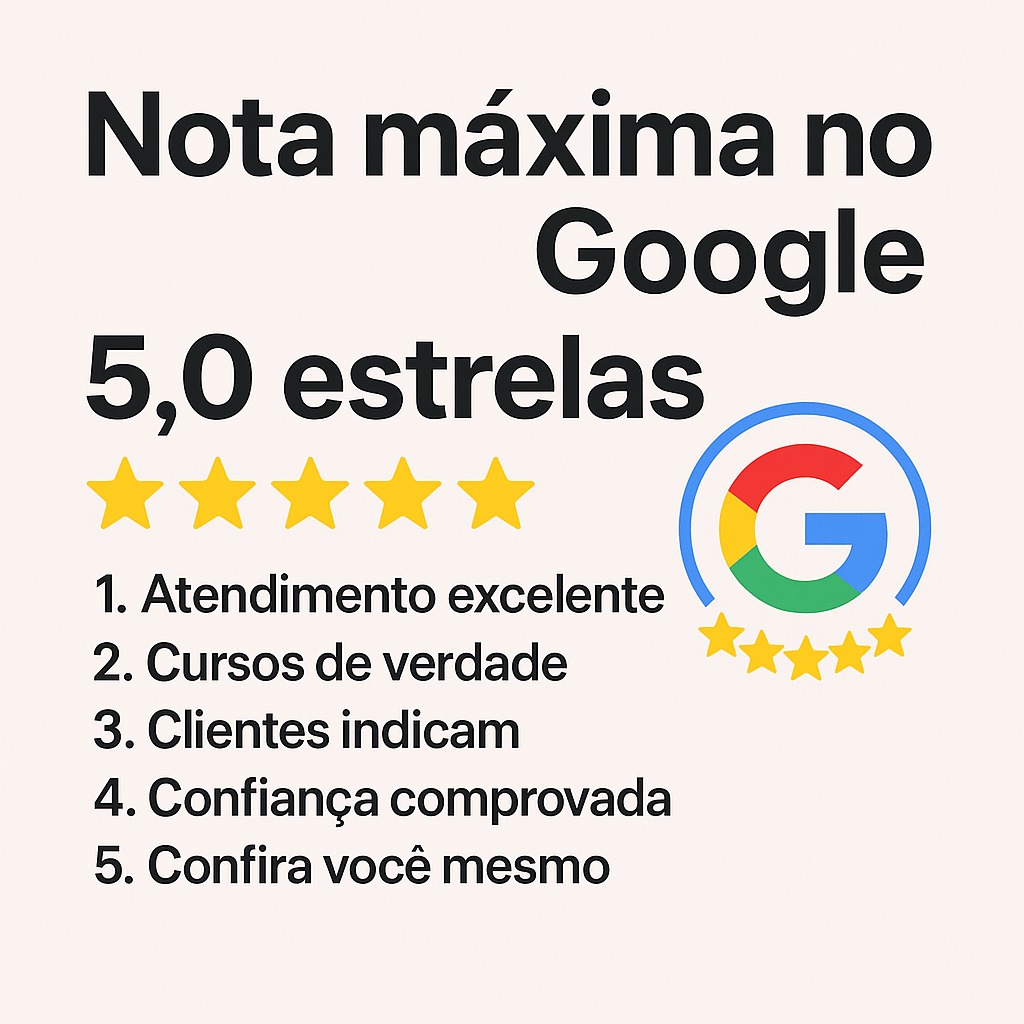 Nota máxima no
Google
5,0 estrelas
1. Atendimento excelente
2. Cursos de verdade
3. Clientes indicam
4. Confiança comprovada
5. Confira você mesmo